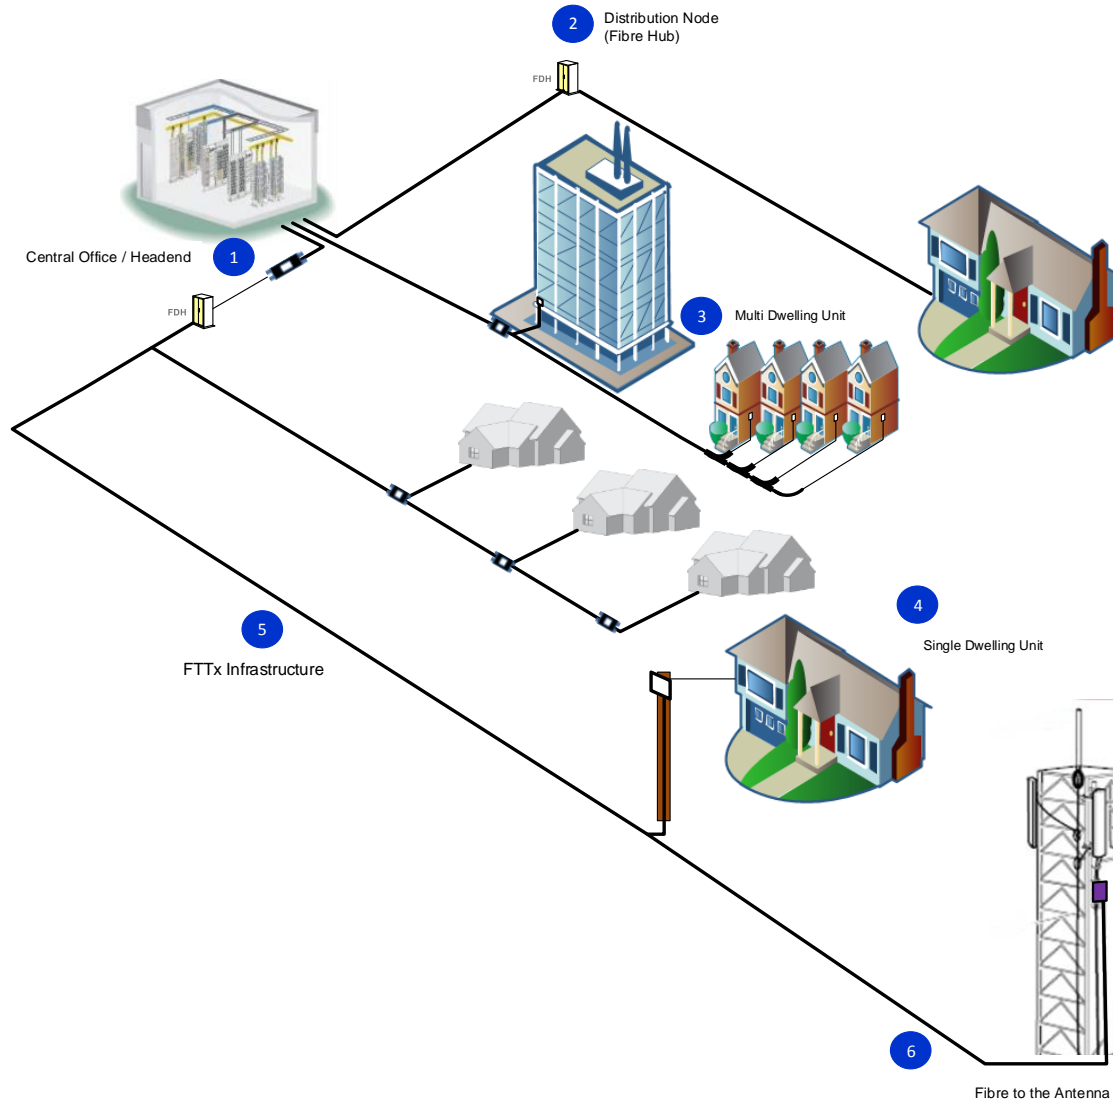 2
Distribution Node
(Fibre Hub)
FDH
Central Office / Headend
1
FDH
3
Multi Dwelling Unit
4
Single Dwelling Unit
5
FTTx Infrastructure
6
Fibre to the Antenna